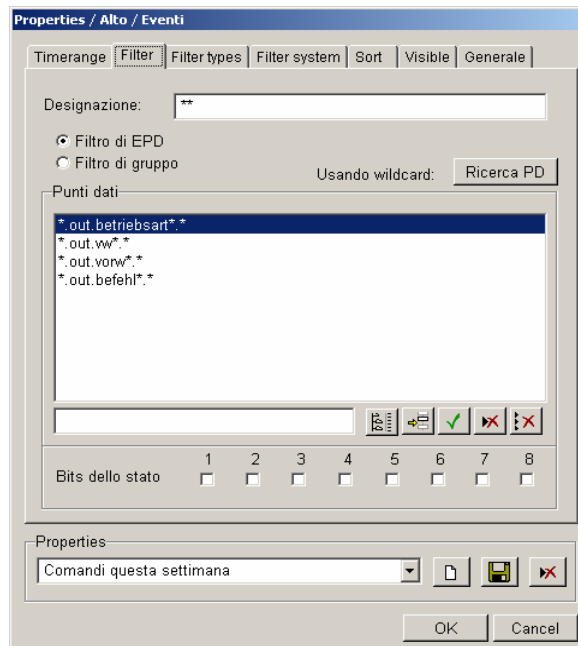 Properties / Alto / Eventi
Timerange Filter Filter types Filter system Sort Visible Generale
Designazione: **
Filtro di EPD
Filtro di gruppo
Usando wildcard: Ricerca PD
Punti dati
*.out.betriebsart*.*
*.out.vw*.*
*.out.vorw*.*
*.out.befehl*.*
1 2 3 4 5 6 7 8
Bits dello stato
Properties
Comandi questa settimana
OK Cancel